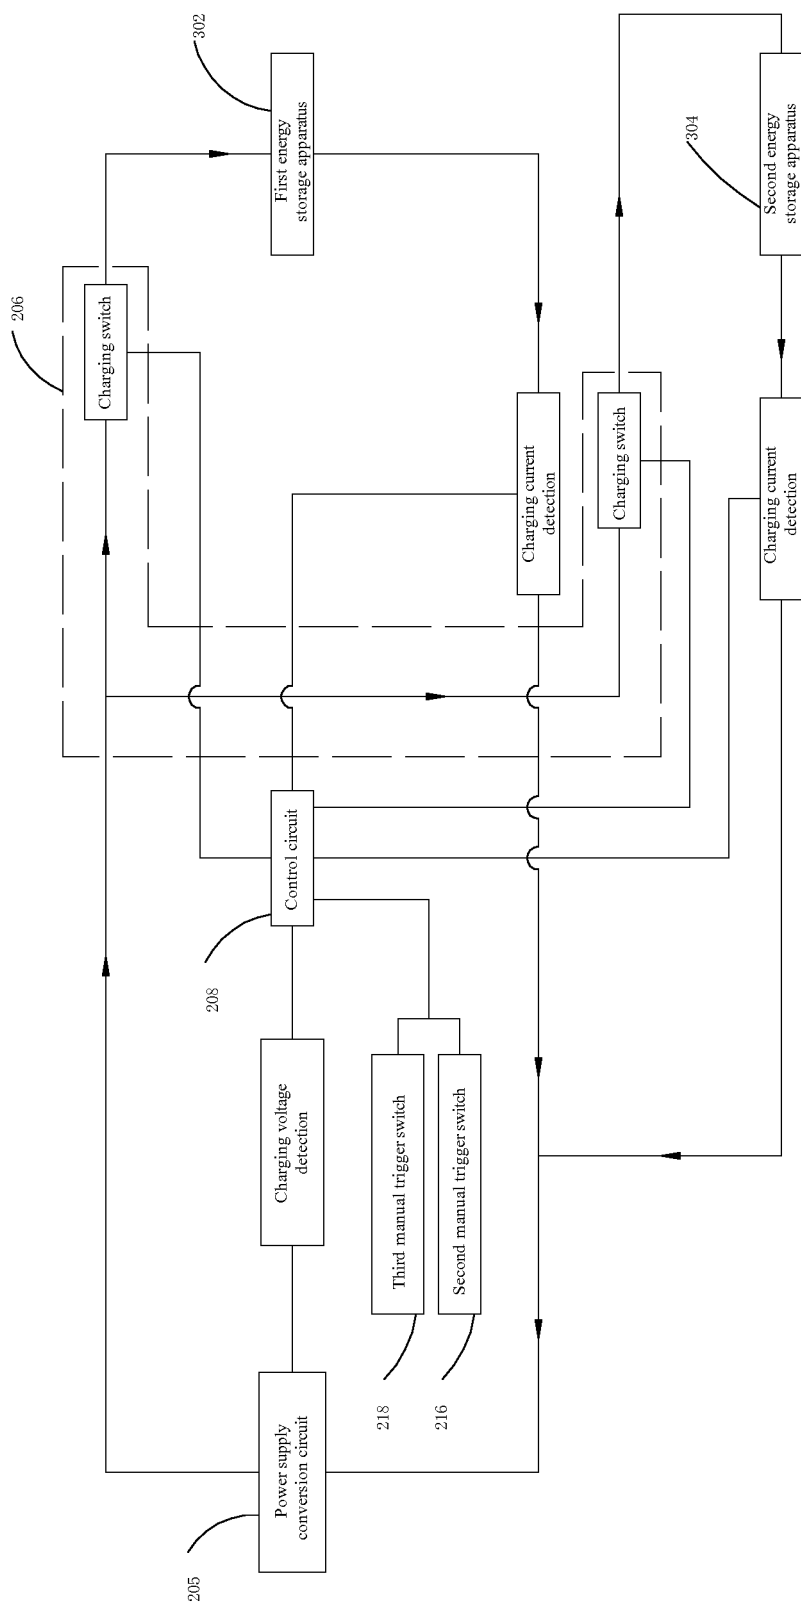 302
First energy
storage apparatus
304
Second energy
storage apparatus
206
Charging switch
Charging current
detection
Charging switch
Charging current
detection
Control circuit
208
Charging voltage
detection
Third manual trigger switch
Second manual trigger switch
218
216
Power supply
conversion circuit
205